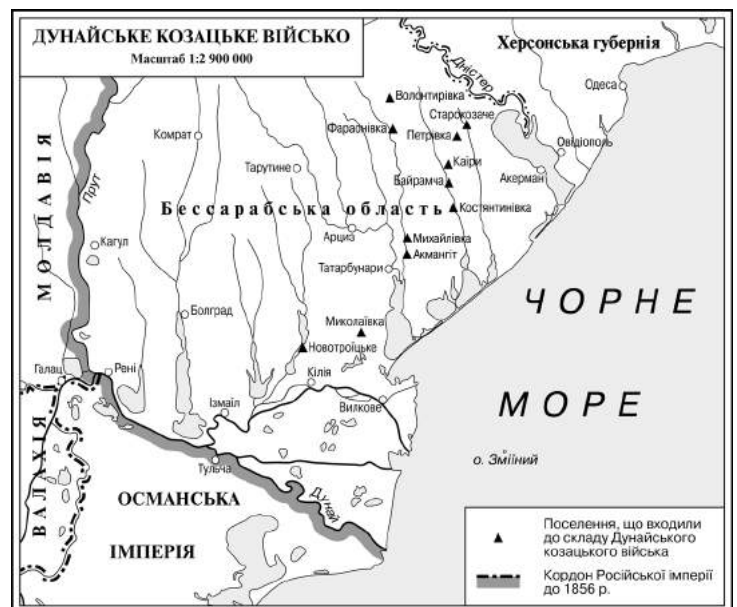 ДУНАЙСЬКЕ КОЗАЦЬКЕ ВІЙСЬКО
Масштаб 1:2 900 000
Херсонська губернія
Дністер
Одеса
Волонтирівка
Старокозаче
Фараонівка
Петрівка
Комрат
Овідіополь
Каїри
Тарутине
Акерман
Байрамча
МОЛДАВІЯ
Прут
Бессарабська область
Костянтинівка
Арциз
Михайлівка
Кагул
Акмангіт
Татарбунари
ЧОРНЕ
Болград
Миколаївка
Новотроїцьке
Галац
Рені
Кілія
Ізмаїл
Вилкове
МОРЕ
ВАЛАХІЯ
Тульча
о. Зміїний
ОСМАНСЬКА
Дунай
ІМПЕРІЯ
Поселення, що входили
до складу Дунайського
козацького війська
Кордон Російської імперії
до 1856 р.